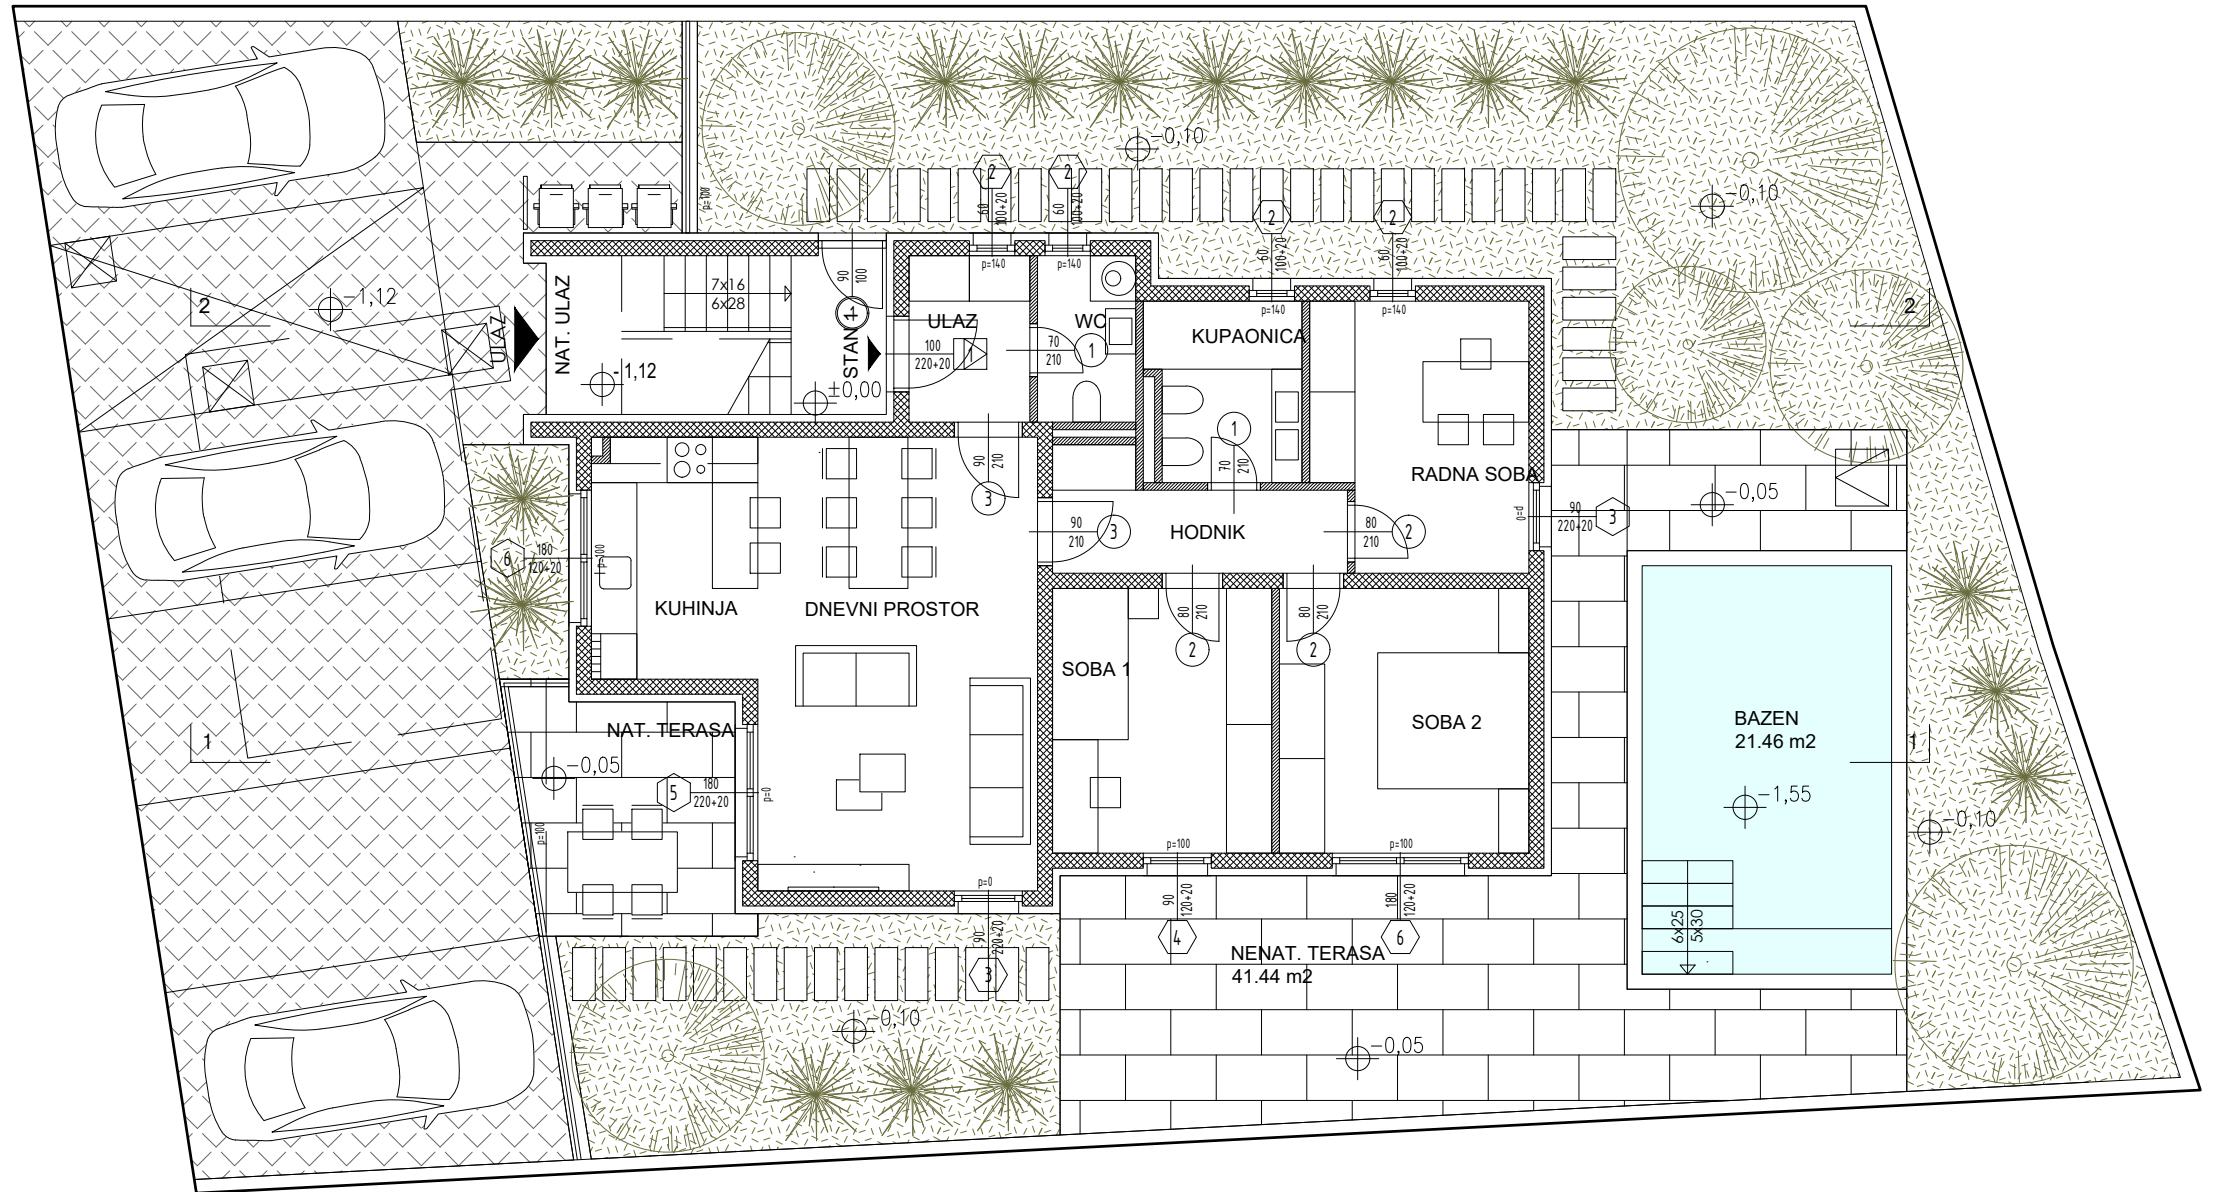 -0,10
-0,10
2
60
100+20
2
60
100+20
2
60
100+20
2
60
100+20
p=100
p=140
p=140
p=140
p=140
NAT. ULAZ
ULAZ
7x16
6x28
90
100
1
STAN 1
ULAZ
WC
KUPAONICA
2
-1,12
2
-1,12
±0,00
100
220+20
1
70
210
1
70
210
1
90
210
3
RADNA SOBA
90
210
3
HODNIK
80
210
2
p=0
90
220+20
3
-0,05
6
180
120+20
p=100
KUHINJA
DNEVNI PROSTOR
80
210
2
80
210
2
SOBA 1
SOBA 2
NAT. TERASA
-0,05
5
180
220+20
p=0
p=100
BAZEN
21.46 m2
1
1
-1,55
-0,10
p=100
p=100
p=0
90
220+20
3
90
120+20
4
180
120+20
6
NENAT. TERASA
41.44 m2
6x25
5x30
-0,10
-0,05